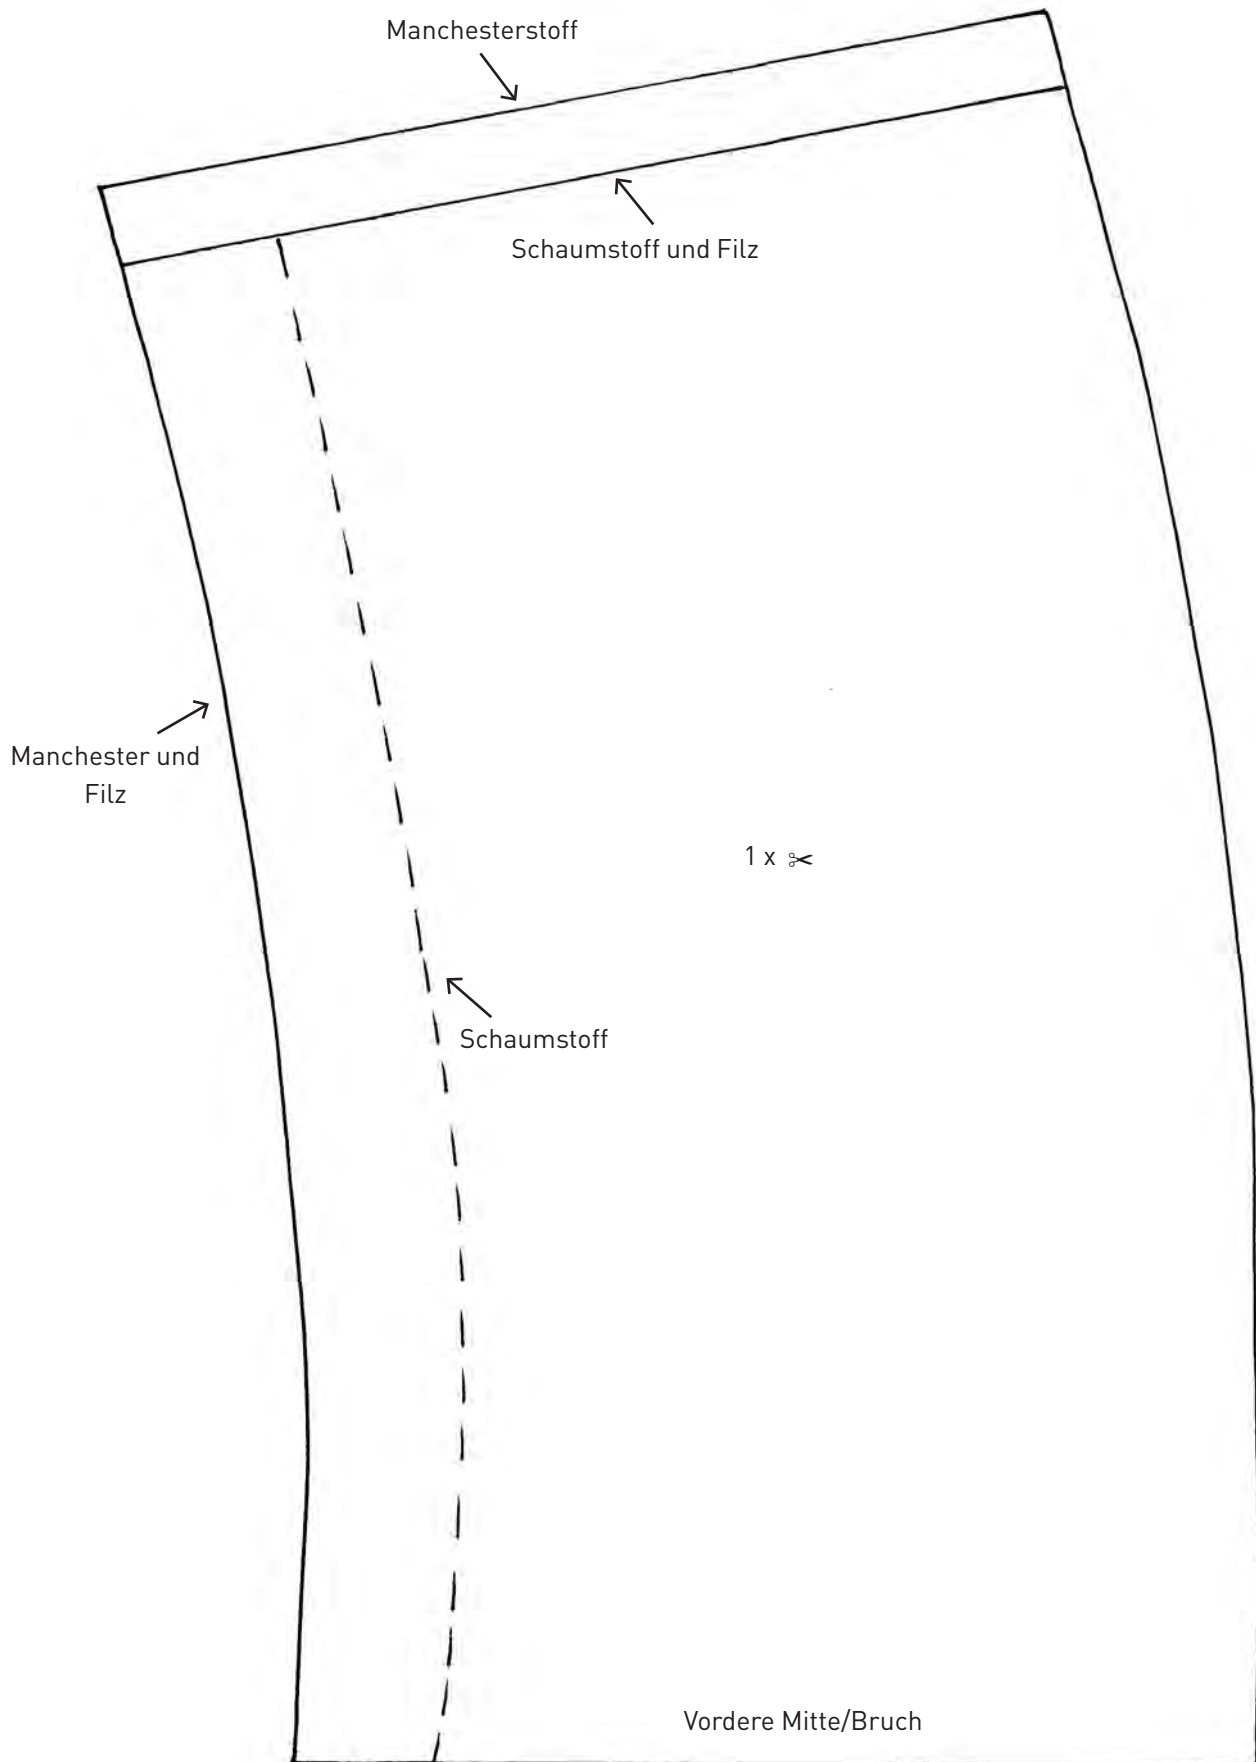 Manchesterstoff
Schaumstoff und Filz
Manchester und
Filz
1 x ✂
Schaumstoff
Vordere Mitte/Bruch